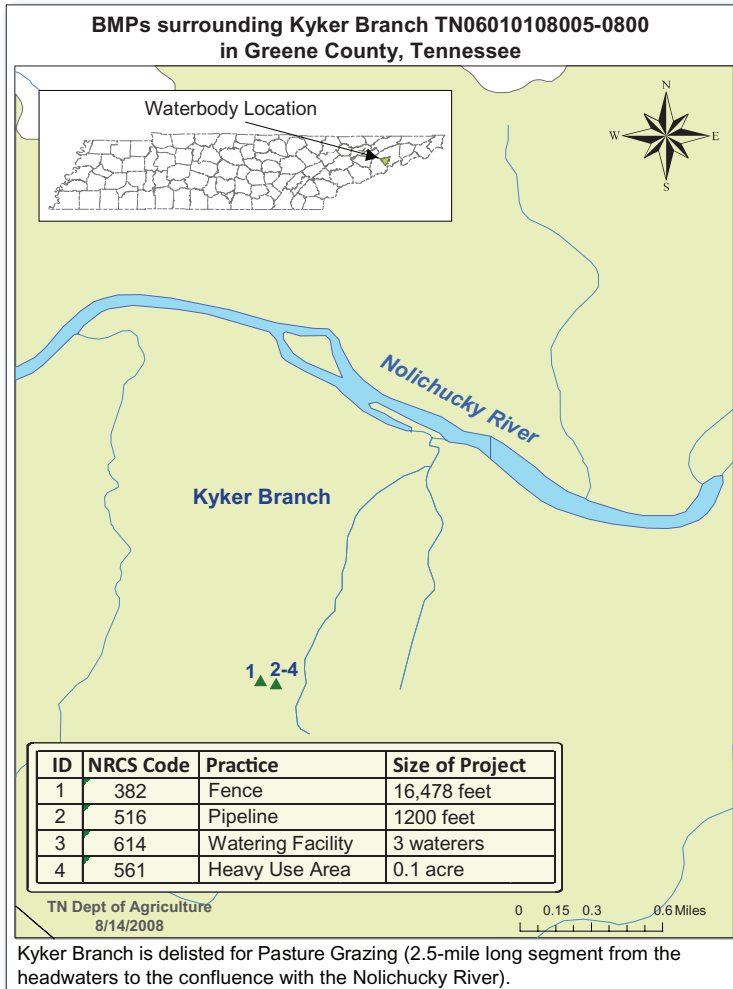 BMPs surrounding Kyker Branch TN06010108005-0800
in Greene County, Tennessee
Waterbody Location
N
W E
S
Nolichucky River
Kyker Branch
1 2-4
ID NRCS Code Practice Size of Project
1 382 Fence 16,478 feet
2 516 Pipeline 1200 feet
3 614 Watering Facility 3 waterers
4 561 Heavy Use Area 0.1 acre
TN Dept of Agriculture
8/14/2008
0 0.15 0.3 0.6 Miles
Kyker Branch is delisted for Pasture Grazing (2.5-mile long segment from the
headwaters to the confluence with the Nolichucky River).